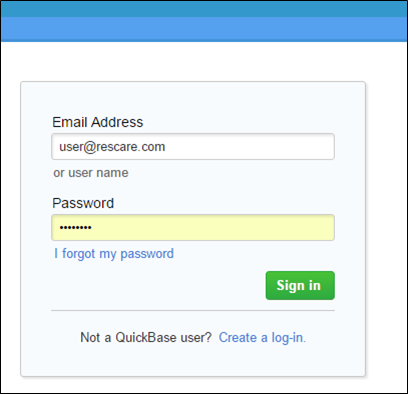 Email Address
user@rescare.com
or user name
Password
••••••••
I forgot my password
Sign in
Not a QuickBase user? Create a log-in.